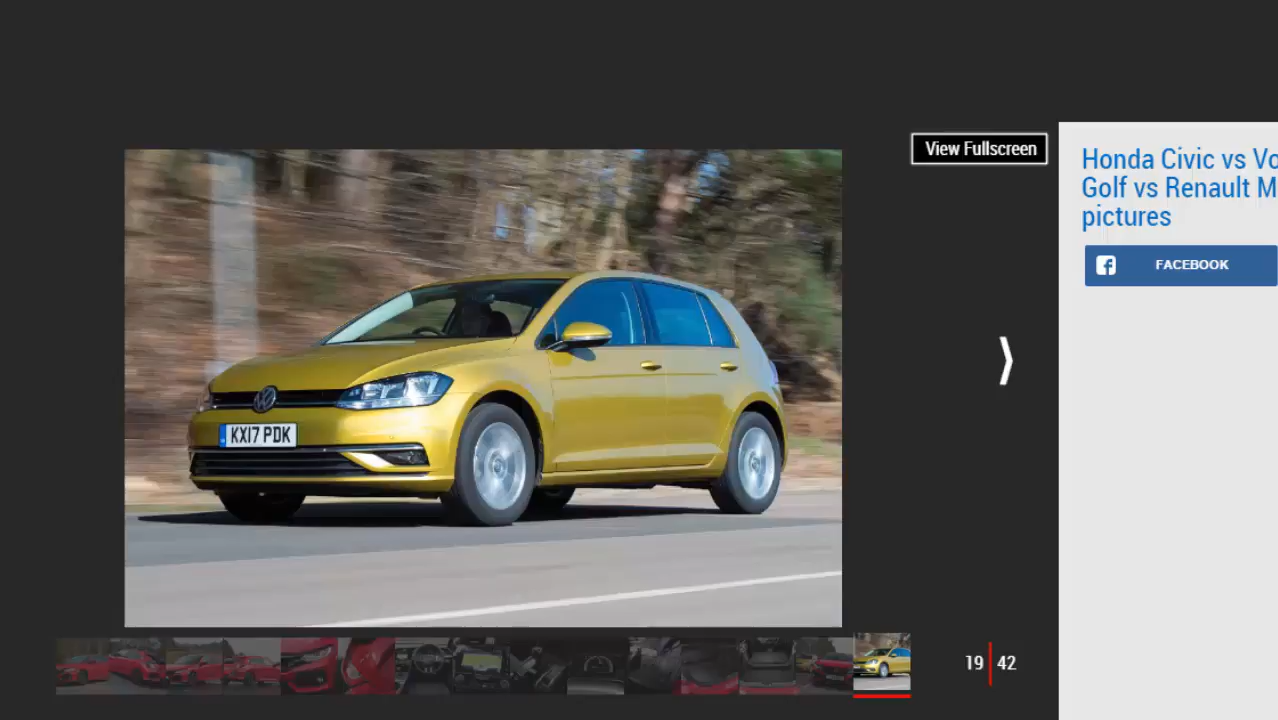 View Fullscreen
Honda Civic vs Vo
Golf vs Renault M
pictures
FACEBOOK
KX17 PDK
19 42